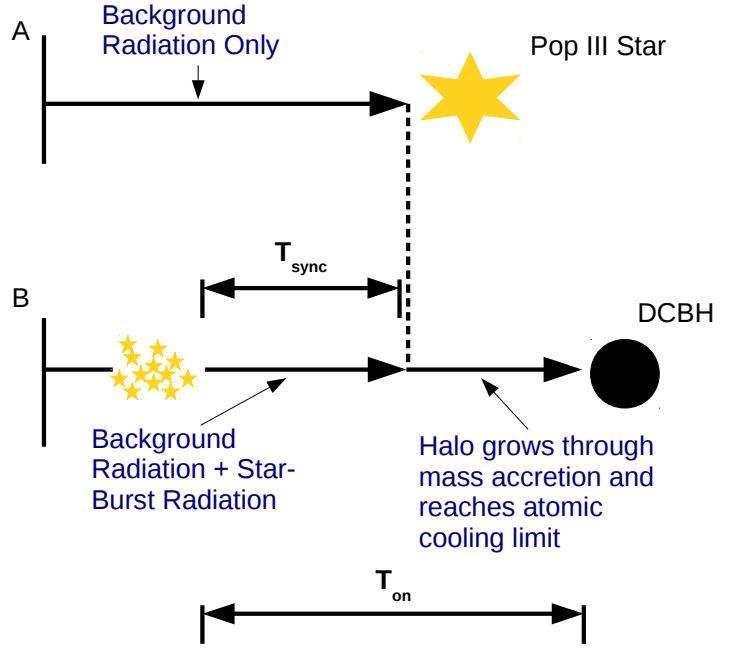 A
Background
Radiation Only
Pop III Star
T sync
B
DCBH
Background
Radiation + Star-
Burst Radiation
Halo grows through
mass accretion and
reaches atomic
cooling limit
T on